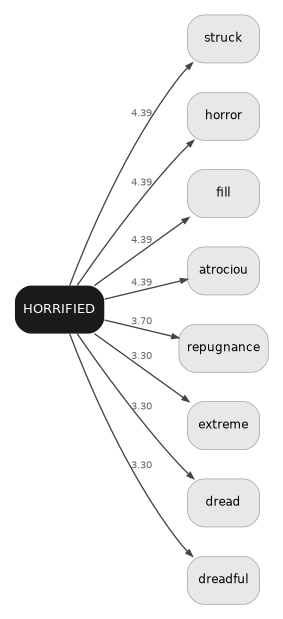 struck
4.39
horror
4.39
fill
4.39
atrociou
4.39
HORRIFIED
3.70
repugnance
3.30
extreme
3.30
dread
3.30
dreadful